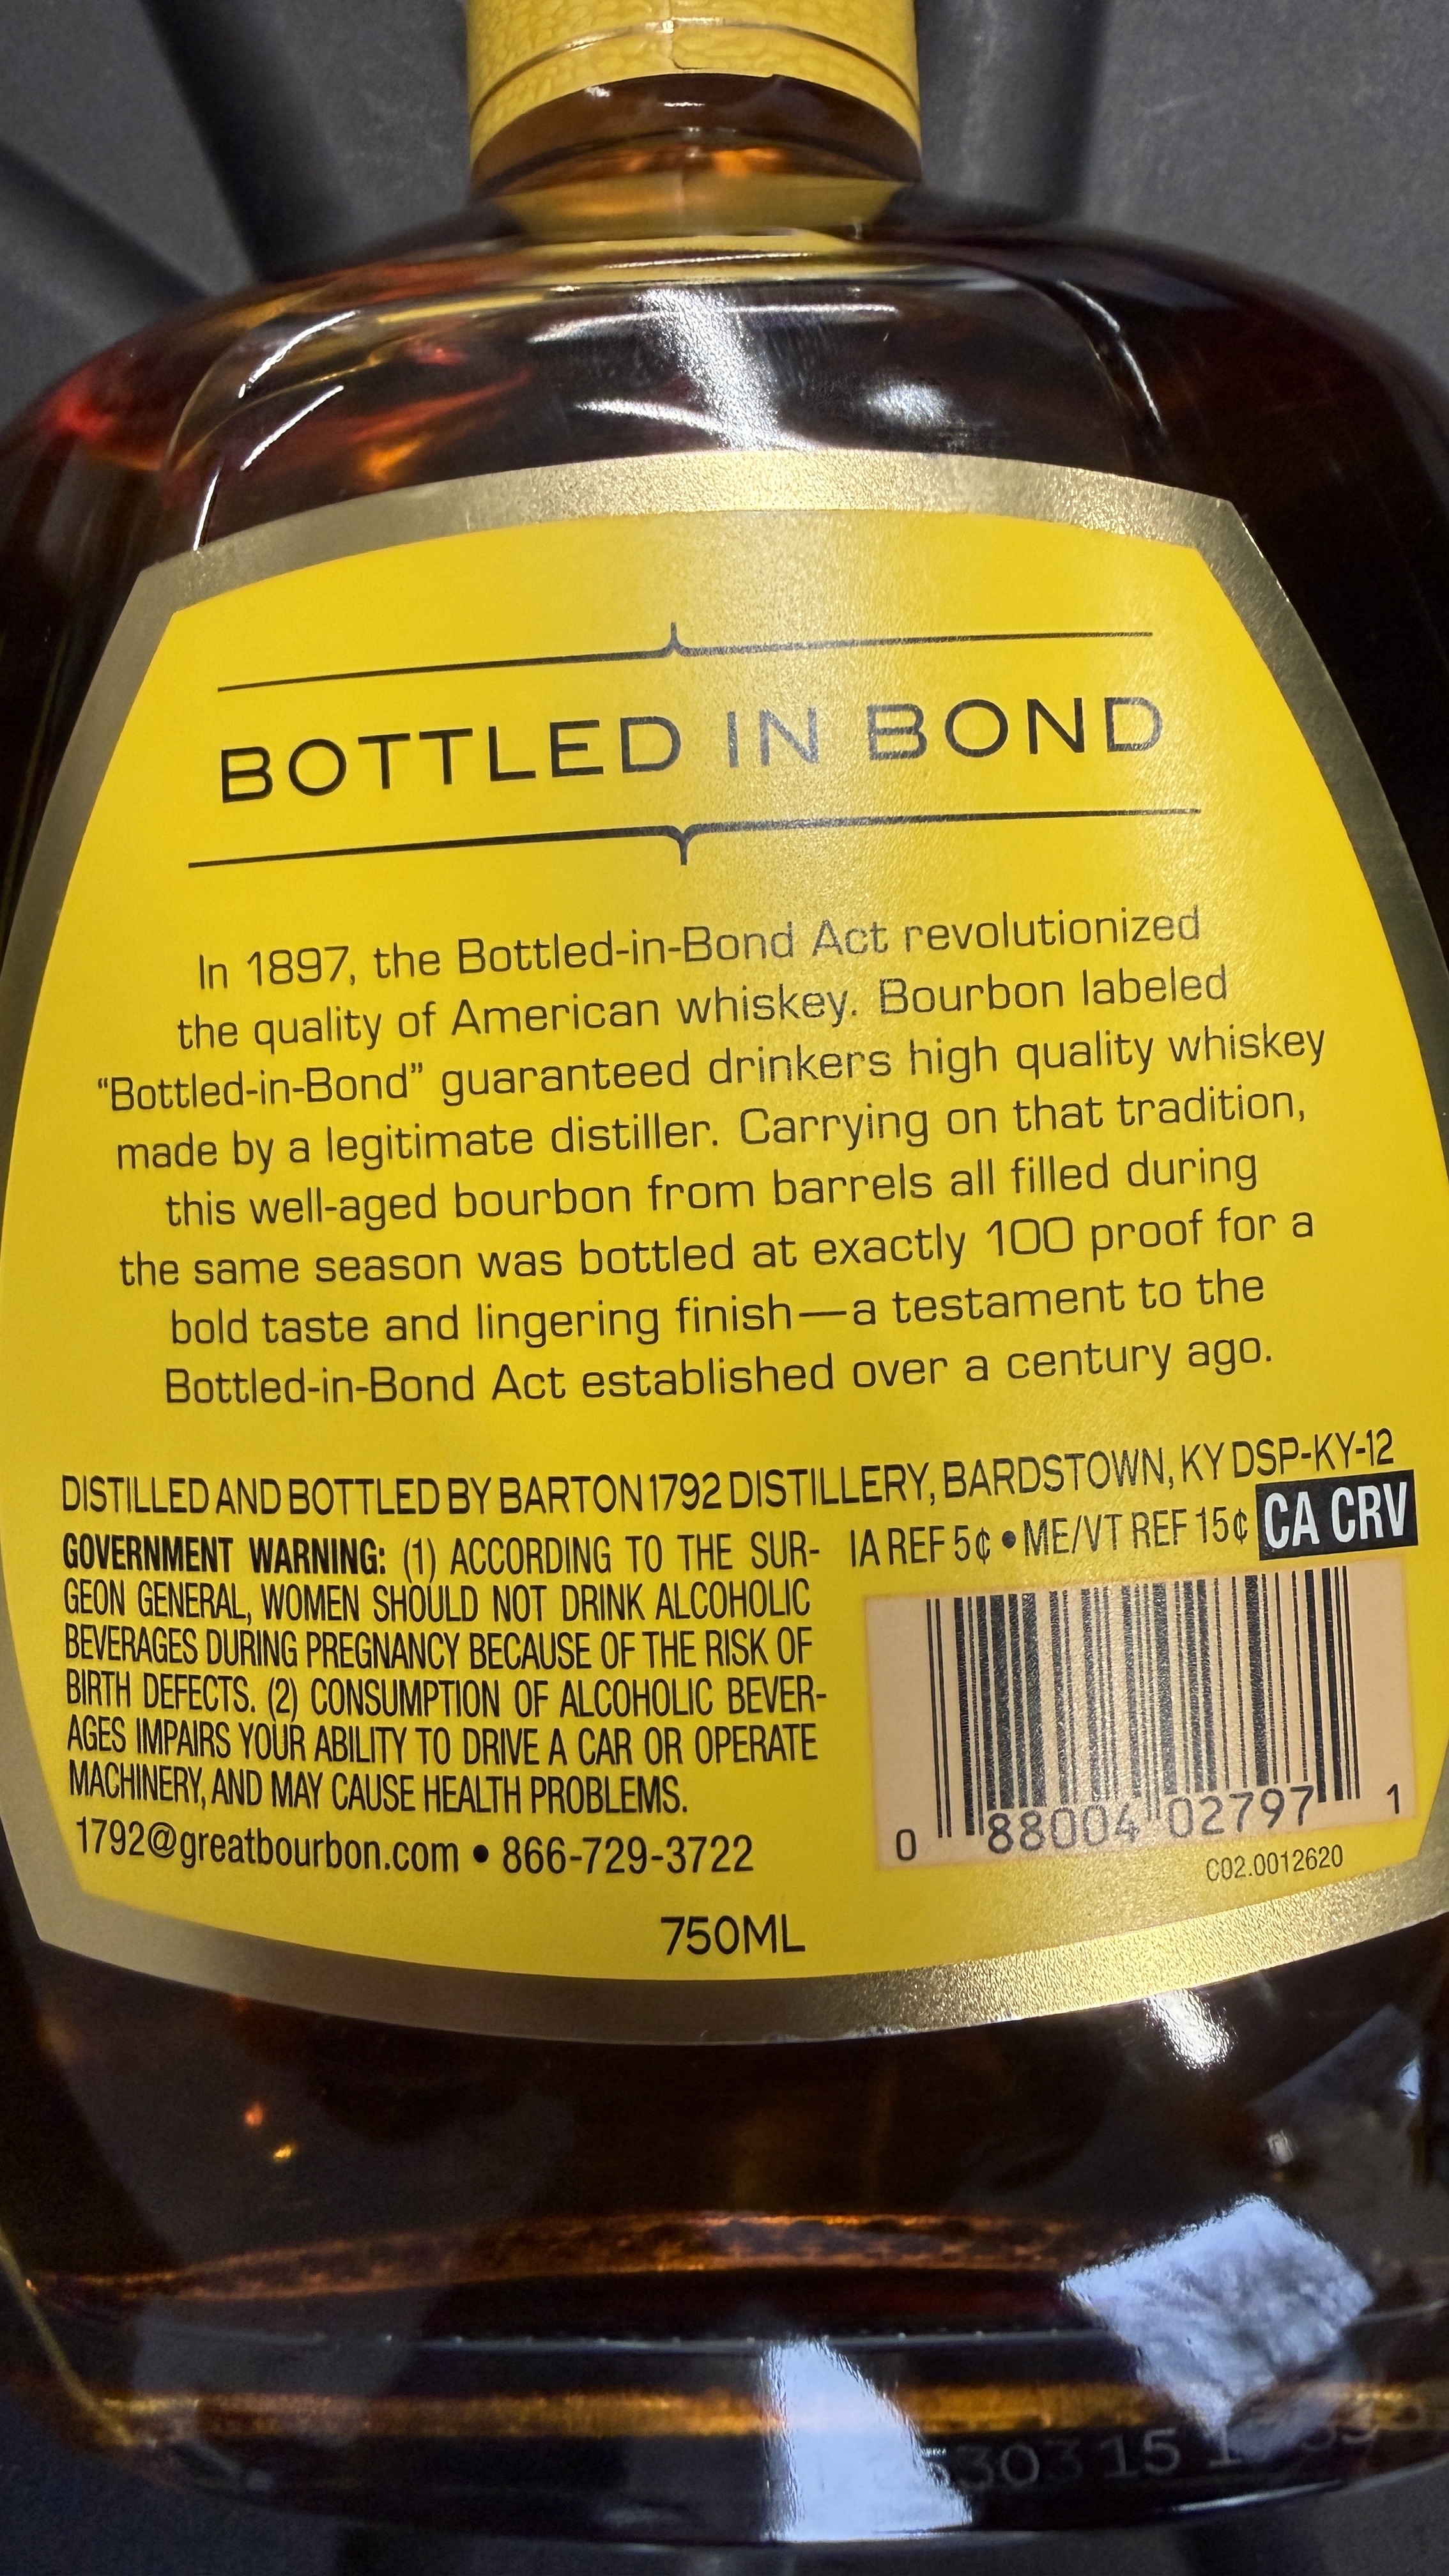 BOTTLED IN BOND
In 1897, the Bottled-in-Bond Act revolutionized
the quality of American whiskey. Bourbon labeled
“Bottled-in-Bond” guaranteed drinkers high quality whiskey
made by a legitimate distiller. Carrying on that tradition,
this well-aged bourbon from barrels all filled during
the same season was bottled at exactly 100 proof for a
bold taste and lingering finish—a testament to the
Bottled-in-Bond Act established over a century ago.
DISTILLED AND BOTTLED BY BARTON 1792 DISTILLERY, BARDSTOWN, KY DSP-KY-12
GOVERNMENT WARNING: (1) ACCORDING TO THE SUR-
GEON GENERAL, WOMEN SHOULD NOT DRINK ALCOHOLIC
BEVERAGES DURING PREGNANCY BECAUSE OF THE RISK OF
BIRTH DEFECTS. (2) CONSUMPTION OF ALCOHOLIC BEVER-
AGES IMPAIRS YOUR ABILITY TO DRIVE A CAR OR OPERATE
MACHINERY, AND MAY CAUSE HEALTH PROBLEMS.
1792@greatbourbon.com • 866-729-3722
IA REF 5¢ • ME/VT REF 15¢ CA CRV
0 88004 02797 1
C02.0012620
750ML